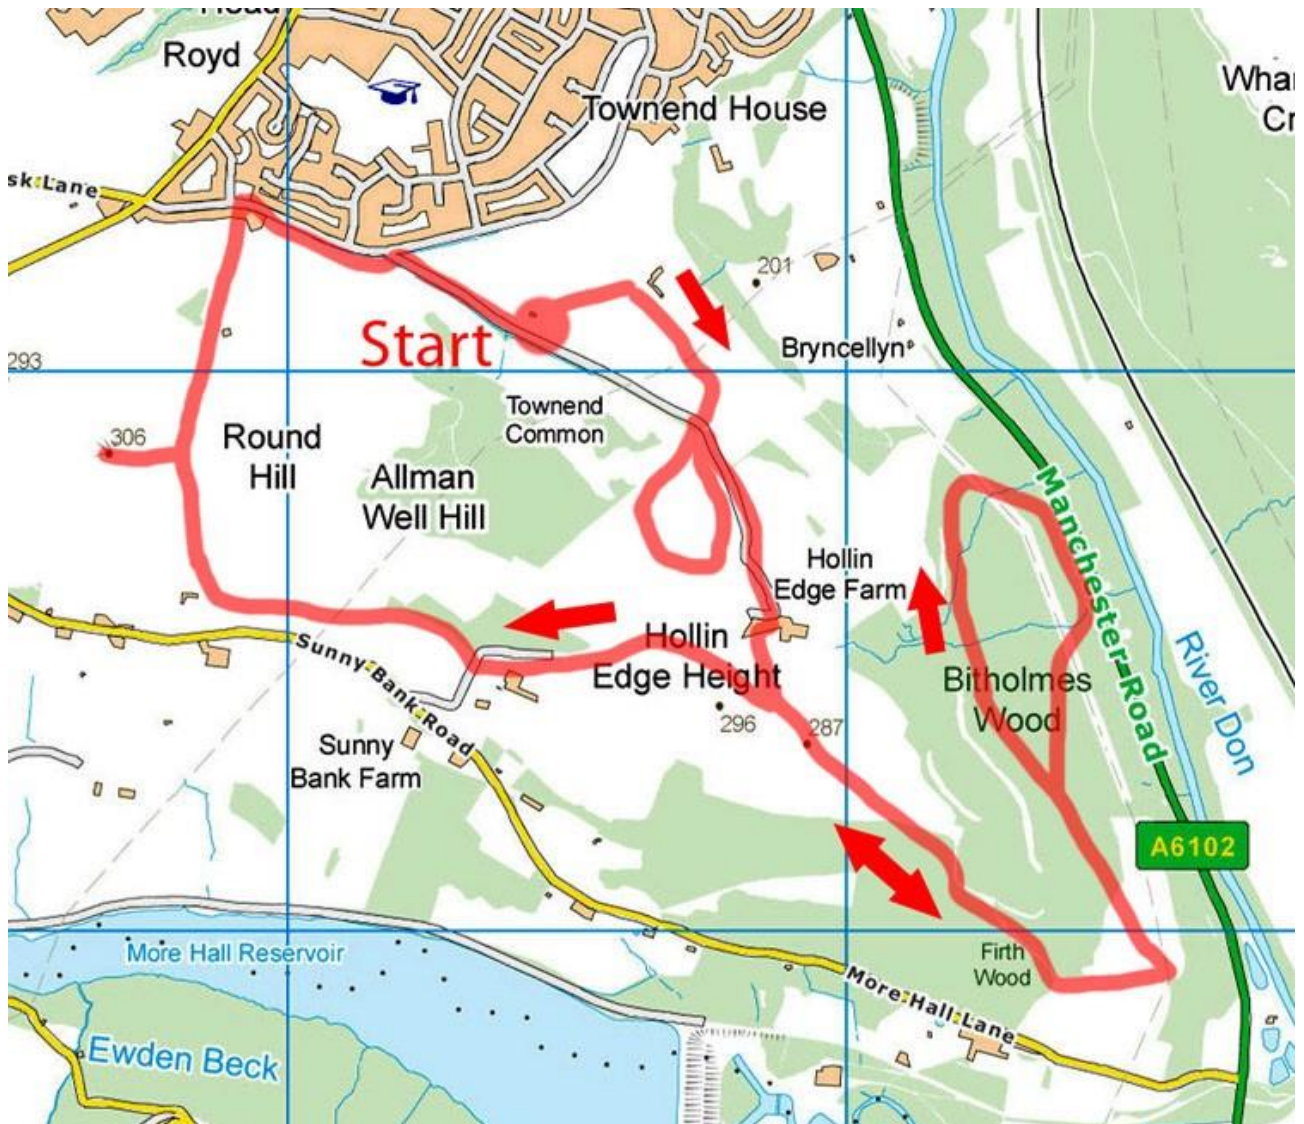 Royd
Townend House
sk Lane
201
Start
Bryncellyn
293
Townend
Common
306
Round
Hill
Allman
Well Hill
Manchester Road
Hollin
Edge Farm
Hollin
Edge Height
Bitholmes
Wood
River Don
Sunny Bank Road
296
287
Sunny
Bank Farm
A6102
More Hall Reservoir
Firth
Wood
More Hall Lane
Ewden Beck